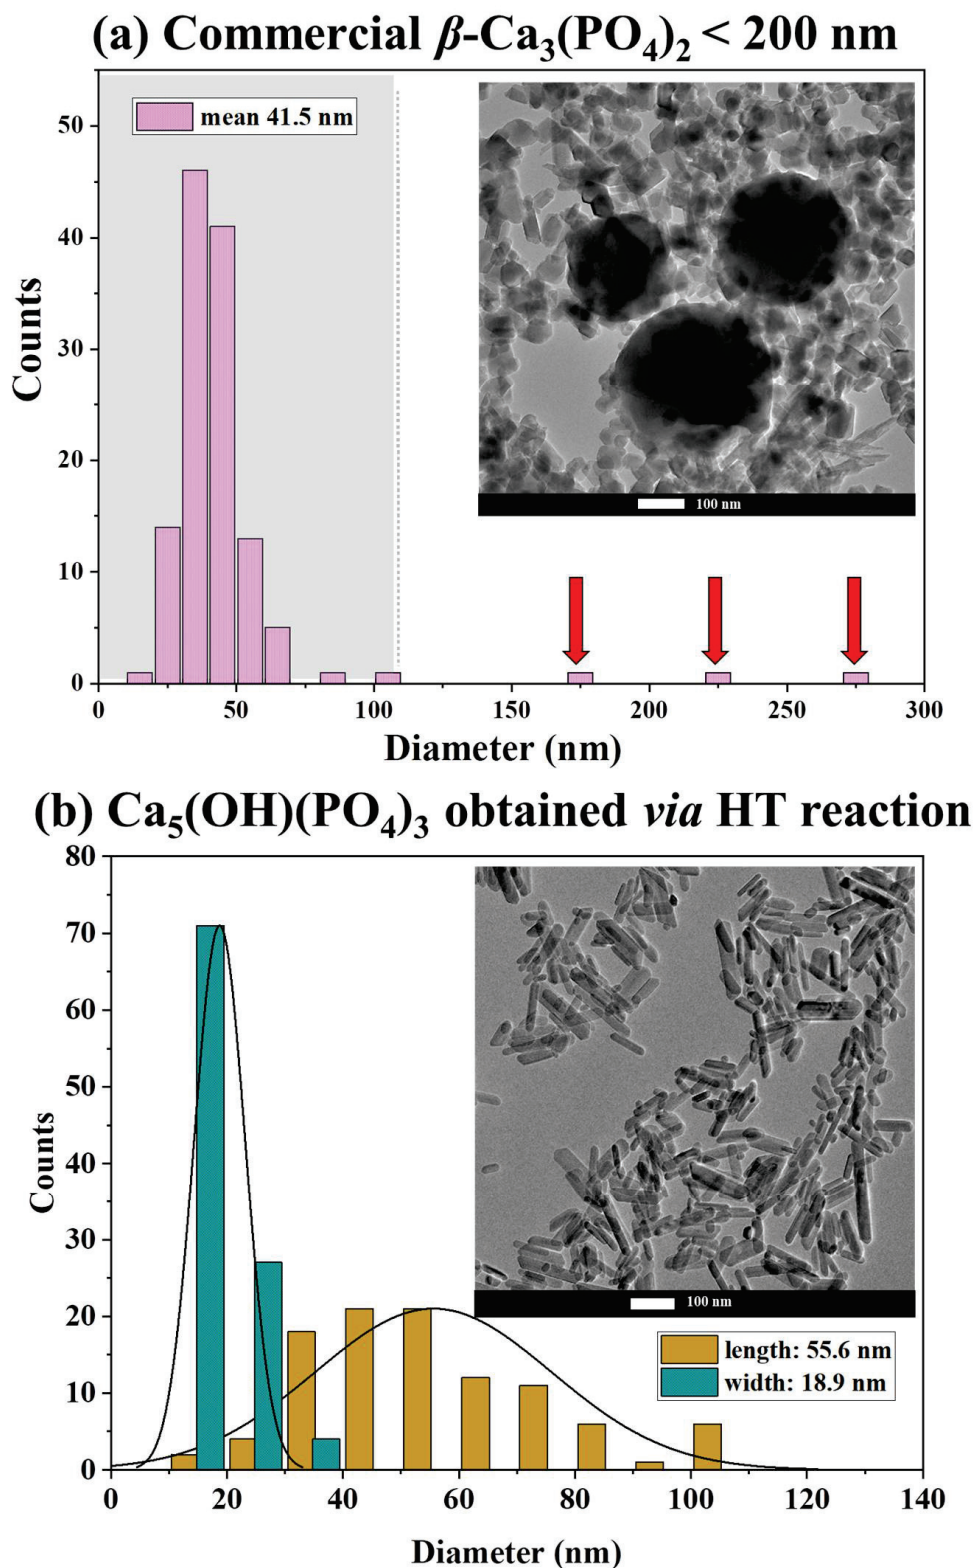 (a) Commercial β-Ca₃(PO₄)₂ < 200 nm
50
40
30
20
10
0
Counts
mean 41.5 nm
100 nm
0 50 100 150 200 250 300
Diameter (nm)
(b) Ca₅(OH)(PO₄)₃ obtained via HT reaction
80
70
60
50
40
30
20
10
0
Counts
100 nm
length: 55.6 nm
width: 18.9 nm
0 20 40 60 80 100 120 140
Diameter (nm)